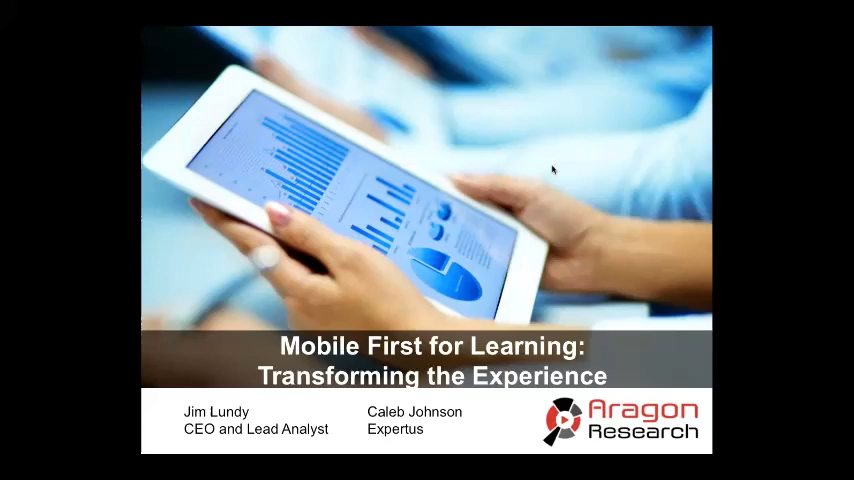 Mobile First for Learning:
Transforming the Experience
Jim Lundy
CEO and Lead Analyst
Caleb Johnson
Expertus
Aragon
Research